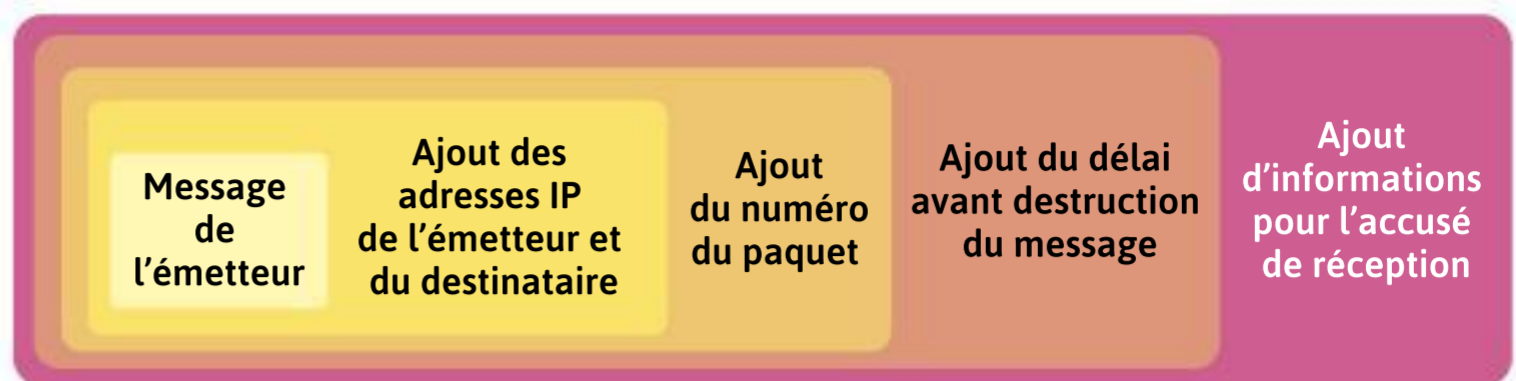 Message
de
l’émetteur
Ajout des
adresses IP
de l’émetteur et
du destinataire
Ajout
du numéro
du paquet
Ajout du délai
avant destruction
du message
Ajout
d’informations
pour l’accusé
de réception